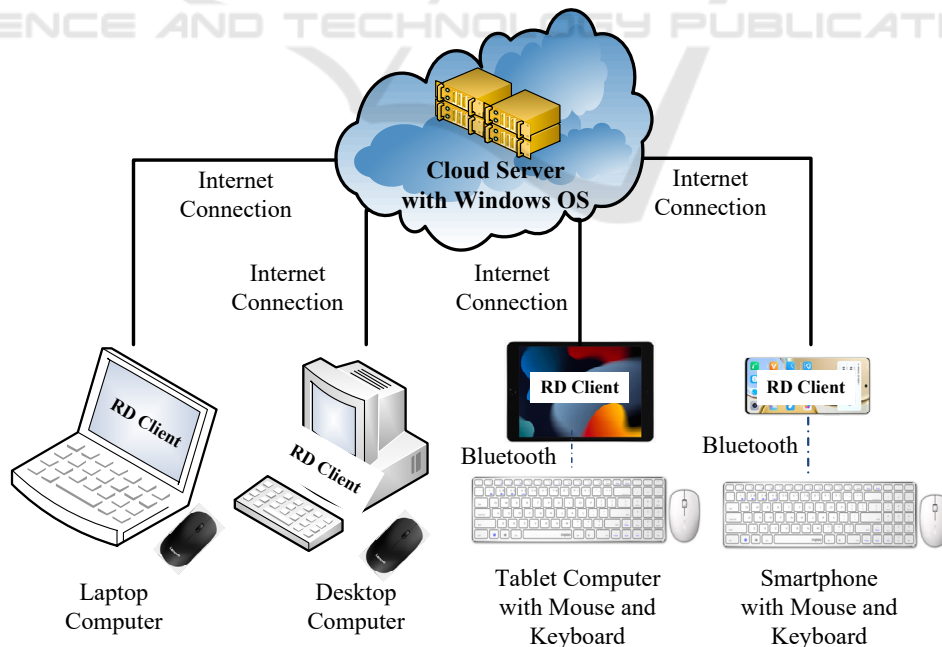 ENCE AND TECHNOLOGY PUBLICATI
Cloud Server
with Windows OS
Internet
Connection
Internet
Connection
Internet
Connection
Internet
Connection
RD Client
RD Client
RD Client
RD Client
Bluetooth
Bluetooth
Laptop
Computer
Desktop
Computer
Tablet Computer
with Mouse and
Keyboard
Smartphone
with Mouse and
Keyboard